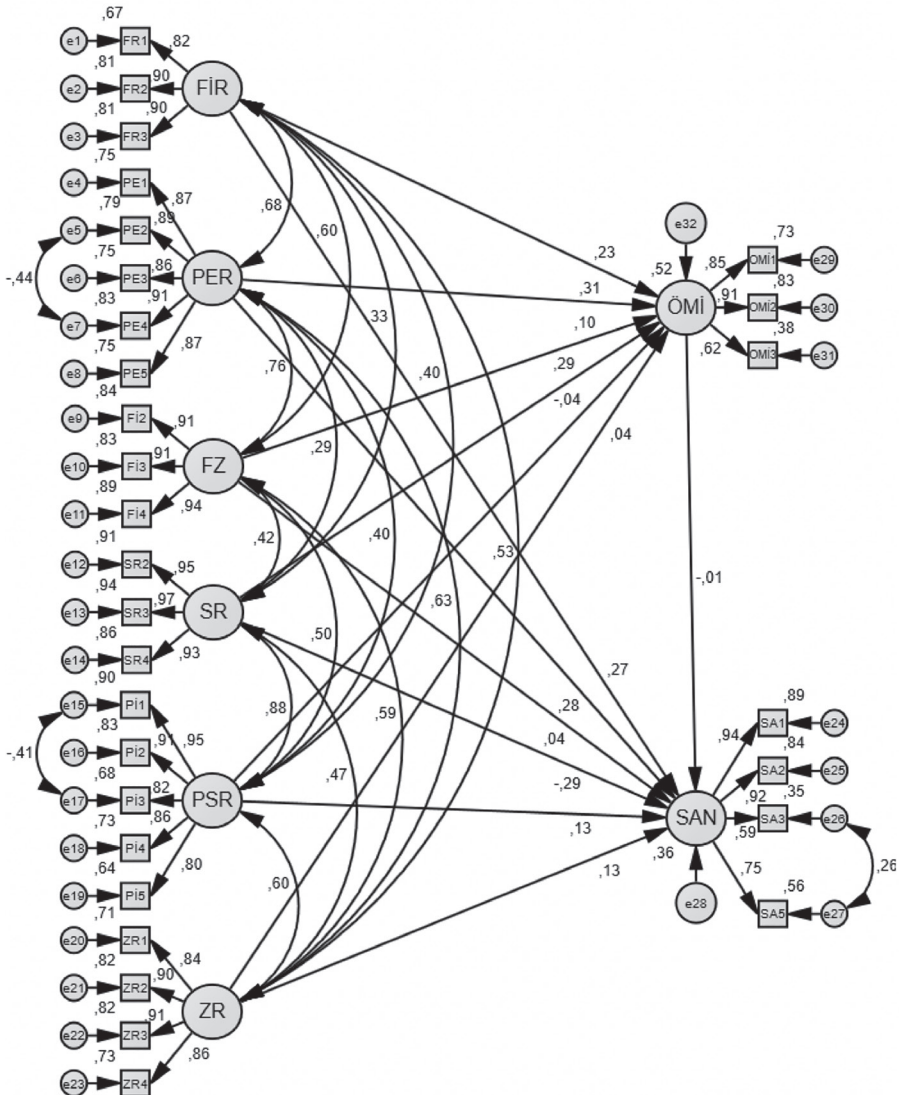 ,67
e1 FR1 ,82
,81
e2 FR2 ,90
FİR
,81
e3 FR3 ,90
,75
e4 PE1 ,87
,79
e5 PE2 ,89
,75
-,44
e6 PE3 ,86
PER
,83
e7 PE4 ,91
,75
e8 PE5 ,87
,84
e9 Fİ2 ,91
,83
e10 Fİ3 ,91
FZ
,89
e11 Fİ4 ,94
,91
e12 SR2 ,95
,94
e13 SR3 ,97
SR
,86
e14 SR4 ,93
,90
e15 Pİ1 ,95
,83
-,41
e16 Pİ2 ,91
,68
e17 Pİ3 ,82
PSR
,73
e18 Pİ4 ,86
,64
e19 Pİ5 ,80
,71
e20 ZR1 ,84
,82
e21 ZR2 ,90
,82
ZR
e22 ZR3 ,91
,73
e23 ZR4 ,86
,68 ,60
,33
,76 ,40
,29
,42 ,40 ,53
,63
,50
,88 ,59
,47
,60
,23
,31
,10
,29
-,04
,04
-,01
,27
,28
,04
-,29
,13
,13
e32
,52
ÖMİ
,73
,85 OMİ1 e29
,83
,91 OMİ2 e30
,38
,62 OMİ3 e31
,89
,94 SA1 e24
,84
SA2 e25
,92 ,35
SAN
,59 SA3 e26
,36
,75 ,56
,26
SA5 e27
e28